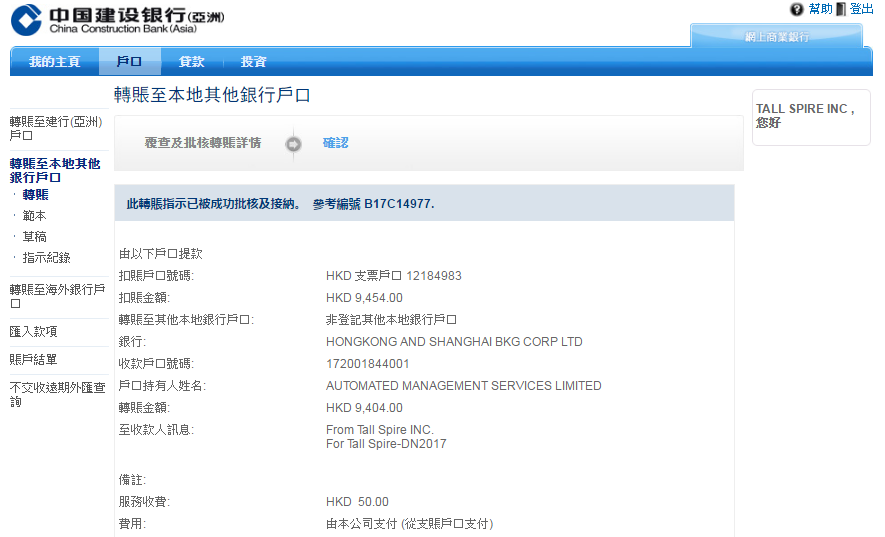 中国建设银行(亞洲)
China Construction Bank (Asia)
幫助 登出
網上商業銀行
我的主頁 戶口 貸款 投資
轉賬至本地其他銀行戶口
轉賬至建行(亞洲)
戶口
轉賬至本地其他
銀行戶口
轉賬
範本
草稿
指示紀錄
轉賬至海外銀行戶
口
匯入款項
賬戶結單
不交收遠期外匯查
詢
覆查及批核轉賬詳情 確認
TALL SPIRE INC ,
您好
此轉賬指示已被成功批核及接納。 參考編號 B17C14977.
由以下戶口提款
扣賬戶口號碼: HKD 支票戶口 12184983
扣賬金額: HKD 9,454.00
轉賬至其他本地銀行戶口: 非登記其他本地銀行戶口
銀行: HONGKONG AND SHANGHAI BKG CORP LTD
收款戶口號碼: 172001844001
戶口持有人姓名: AUTOMATED MANAGEMENT SERVICES LIMITED
轉賬金額: HKD 9,404.00
至收款人訊息: From Tall Spire INC.
For Tall Spire-DN2017
備註:
服務收費: HKD 50.00
費用: 由本公司支付 (從支賬戶口支付)